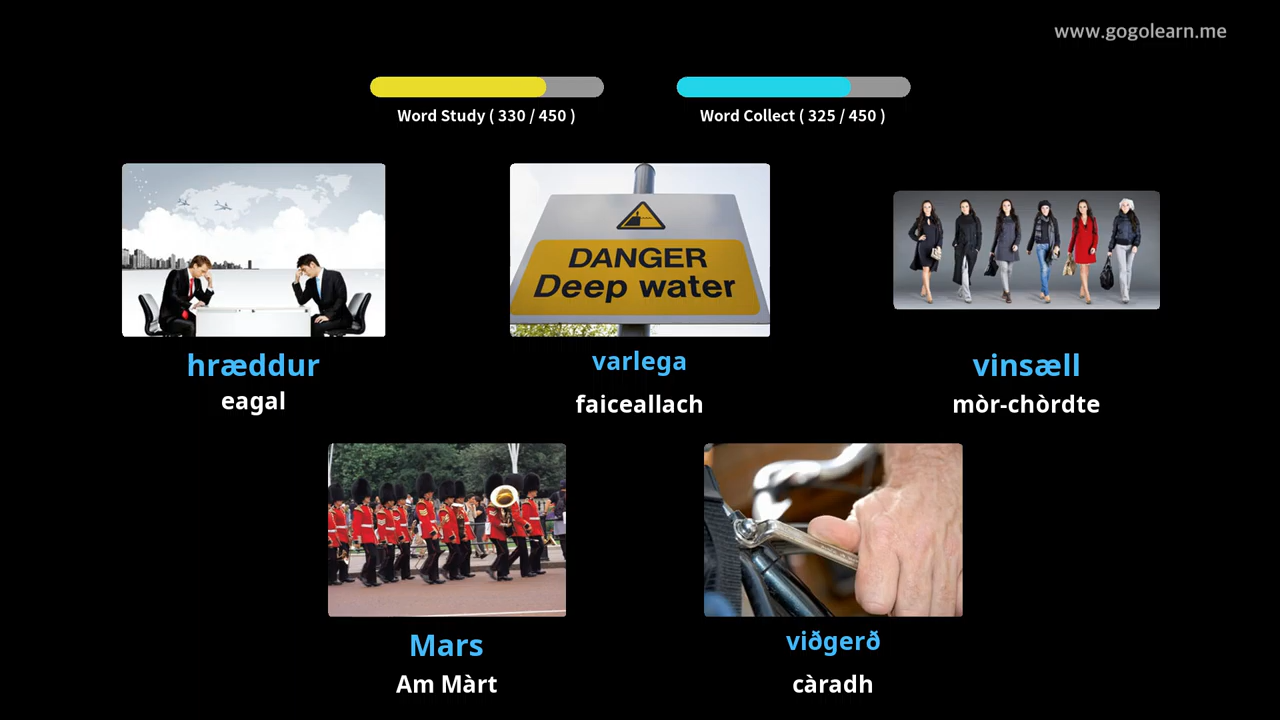 www.gogolearn.me
Word Study ( 330 / 450 )
Word Collect ( 325 / 450 )
DANGER
Deep water
hræddur
eagal
varlega
faiceallach
vinsæll
mòr-chòrdte
Mars
Am Màrt
viðgerð
càradh